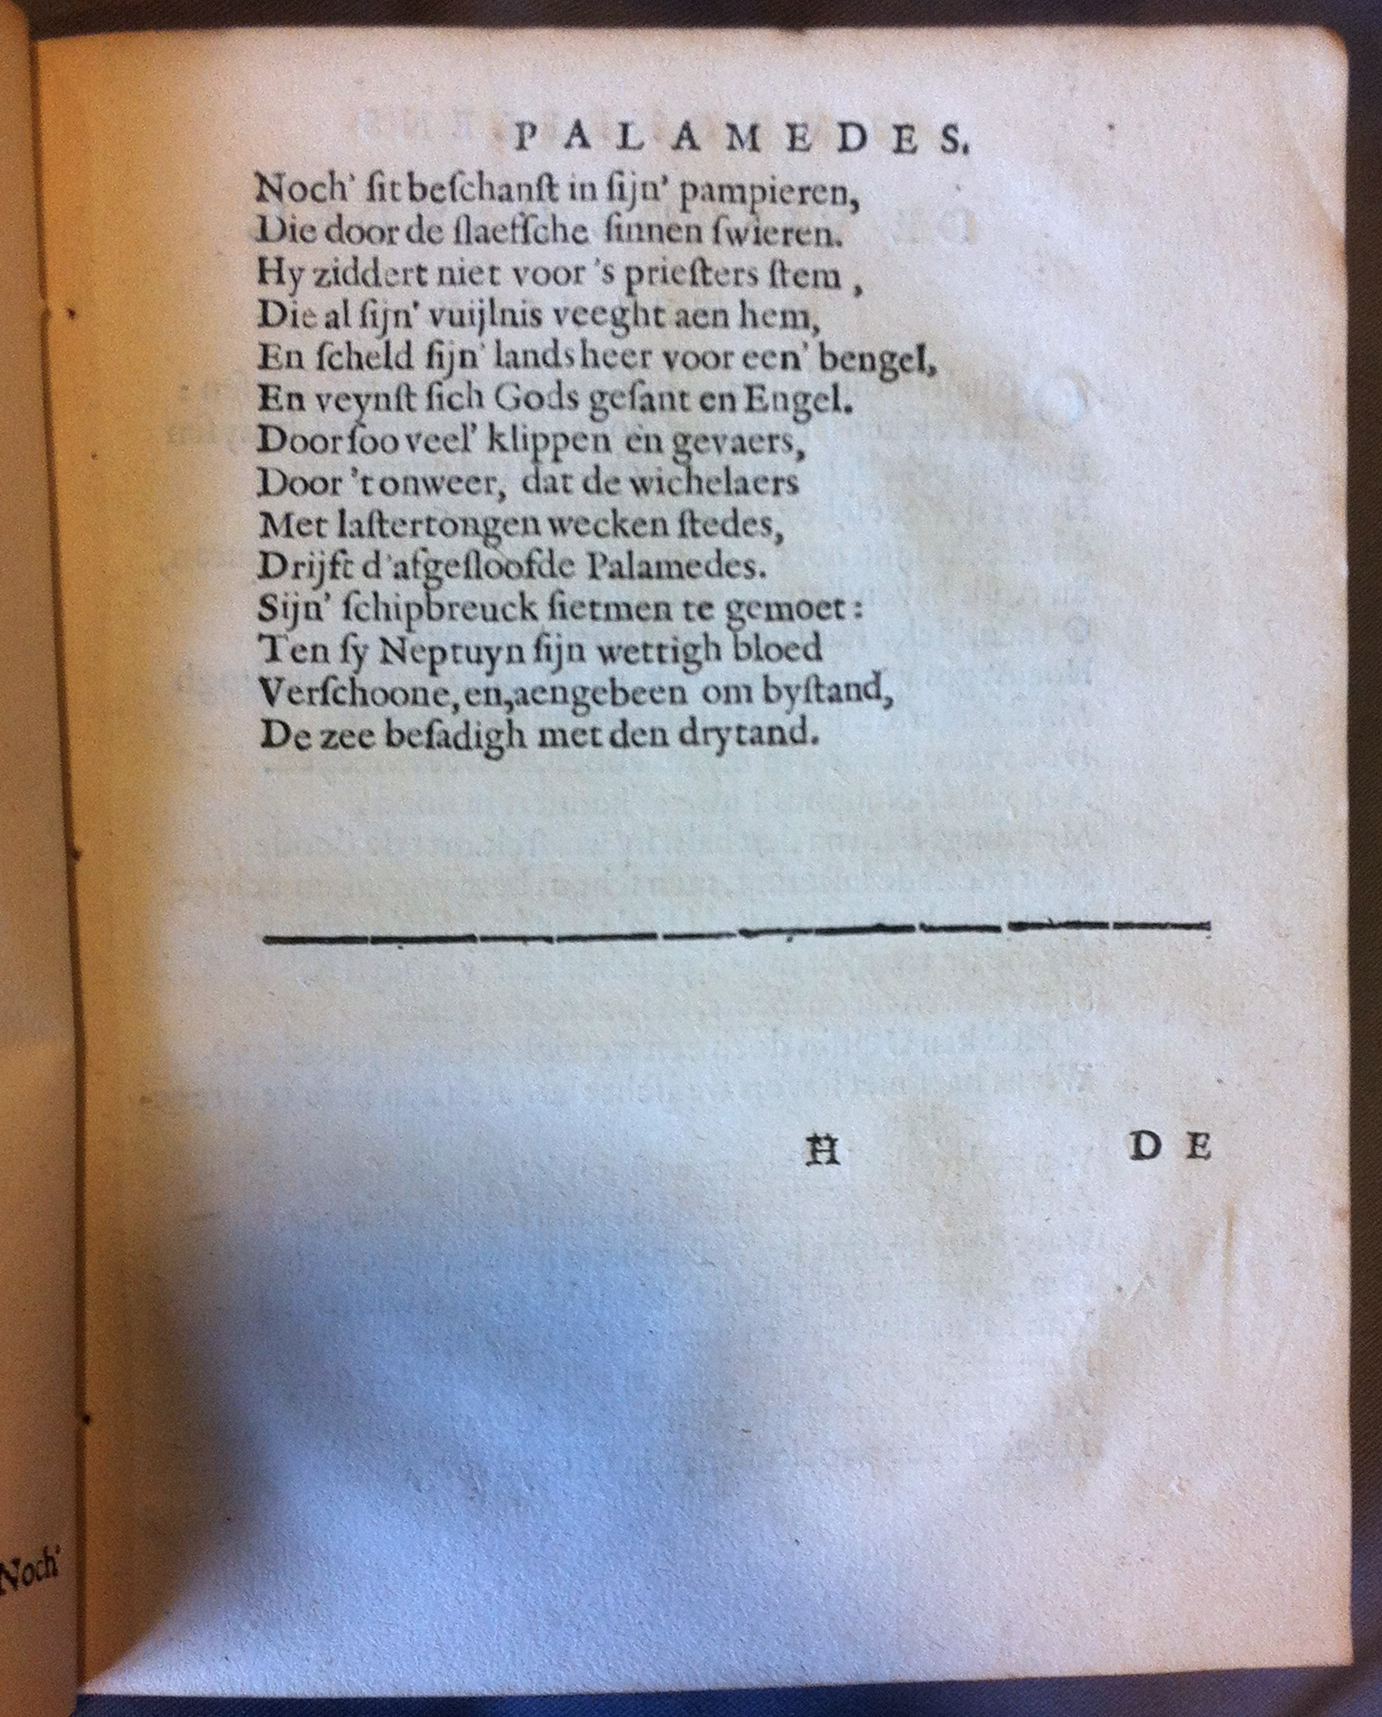 PALAMEDES.
Noch' ſit beſchanſt in ſijn' pampieren,
Die door de ſlaefſche ſinnen ſwieren.
Hy ziddert niet voor 's prieſters ſtem,
Die al ſijn' vuijlnis veeght aen hem,
En ſcheld ſijn' landsheer voor een' bengel,
En veynſt ſich Gods geſant en Engel.
Door ſoo veel' klippen en gevaers,
Door 't onweer, dat de wichelaers
Met laſtertongen wecken ſtedes,
Drijft d'afgeſloofde Palamedes.
Sijn' ſchipbreuck ſietmen te gemoet:
Ten ſy Neptuyn ſijn wettigh bloed
Verſchoone, en, aengebeen om byſtand,
De zee beſadigh met den drytand.
H DE
Noch'